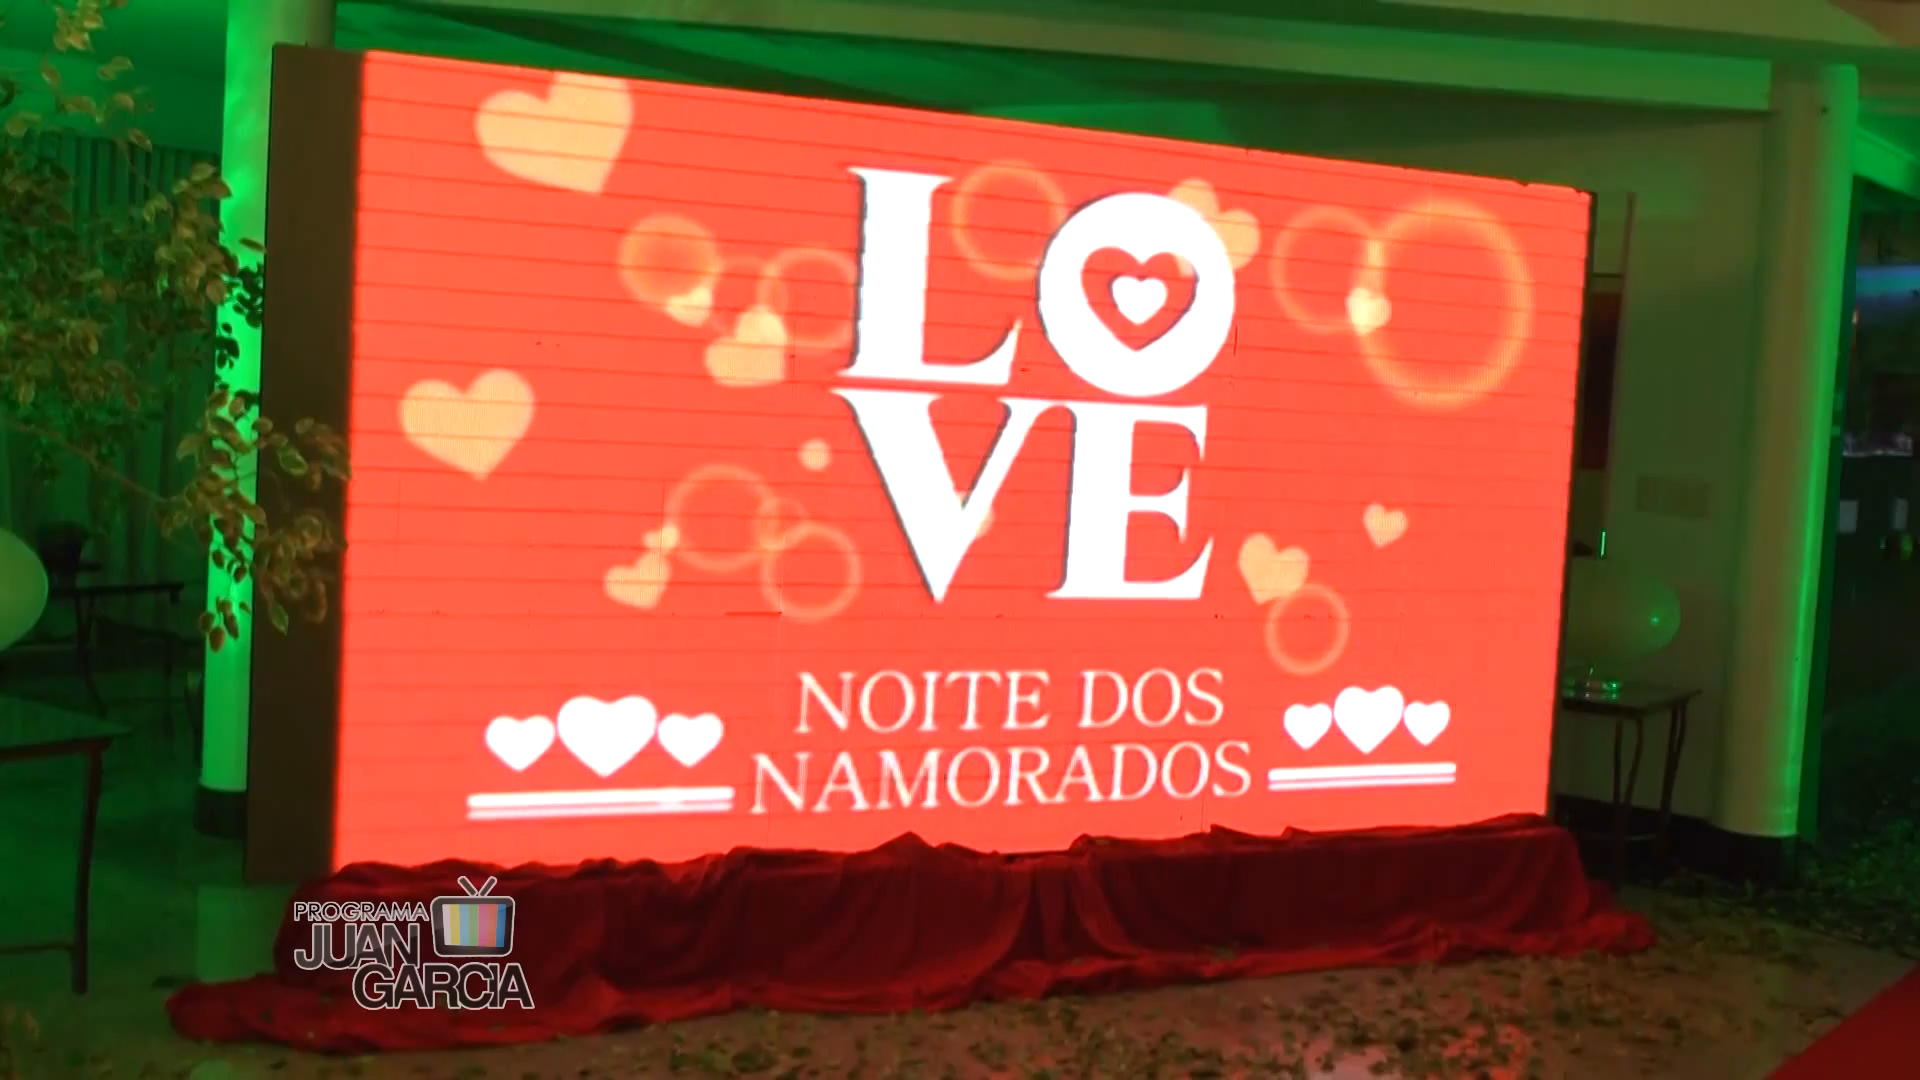 LO
VE
NOITE DOS
NAMORADOS
PROGRAMA
JUAN
GARCIA